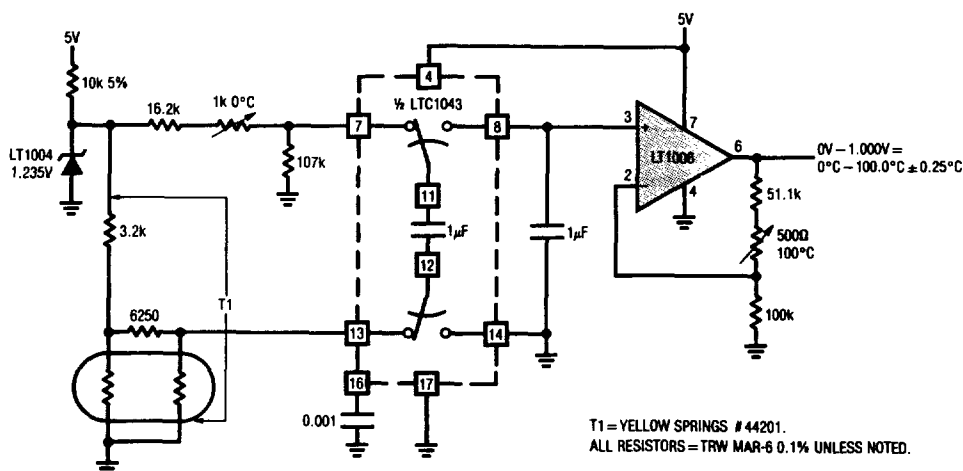 5V
5V
10k 5%
16.2k
1k 0°C
4
½ LTC1043
7
8
3
+
7
LT1006
6
2
−
4
0V – 1.000V =
0°C – 100.0°C ± 0.25°C
LT1004
1.235V
107k
11
1µF
12
1µF
51.1k
500Ω
100°C
100k
3.2k
T1
6250
13
14
16
17
0.001
T1 = YELLOW SPRINGS #44201.
ALL RESISTORS = TRW MAR-6 0.1% UNLESS NOTED.